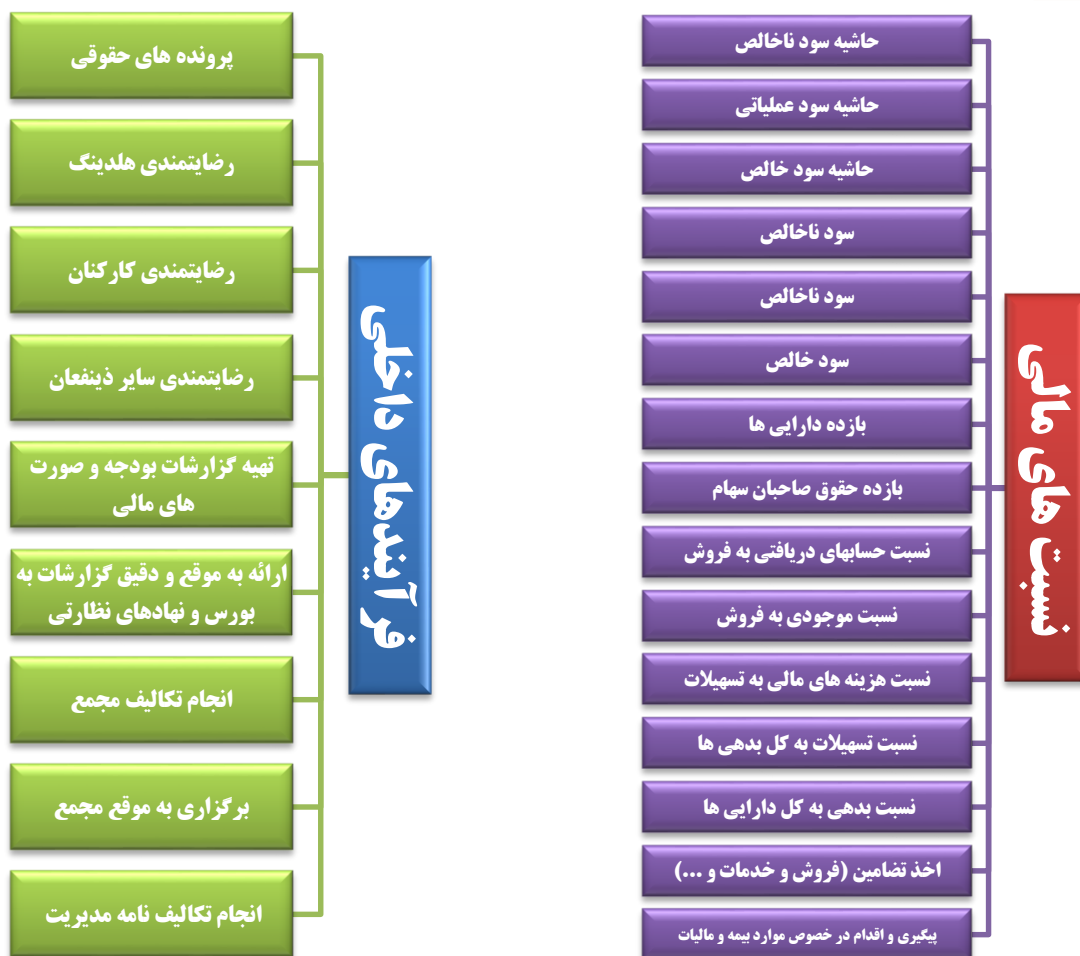 نسبت های مالی
حاشیه سود ناخالص
حاشیه سود عملیاتی
حاشیه سود خالص
سود ناخالص
سود ناخالص
سود خالص
بازده دارایی ها
بازده حقوق صاحبان سهام
نسبت حسابهای دریافتی به فروش
نسبت موجودی به فروش
نسبت هزینه های مالی به تسهیلات
نسبت تسهیلات به کل بدهی ها
نسبت بدهی به کل دارایی ها
اخذ تضامین (فروش و خدمات و ...)
پیگیری و اقدام در خصوص موارد بیمه و مالیات
فرآیندهای داخلی
پرونده های حقوقی
رضایتمندی هلدینگ
رضایتمندی کارکنان
رضایتمندی سایر ذینفعان
تهیه گزارشات بودجه و صورت
های مالی
ارائه به موقع و دقیق گزارشات به
بورس و نهادهای نظارتی
انجام تکالیف مجمع
برگزاری به موقع مجمع
انجام تکالیف نامه مدیریت